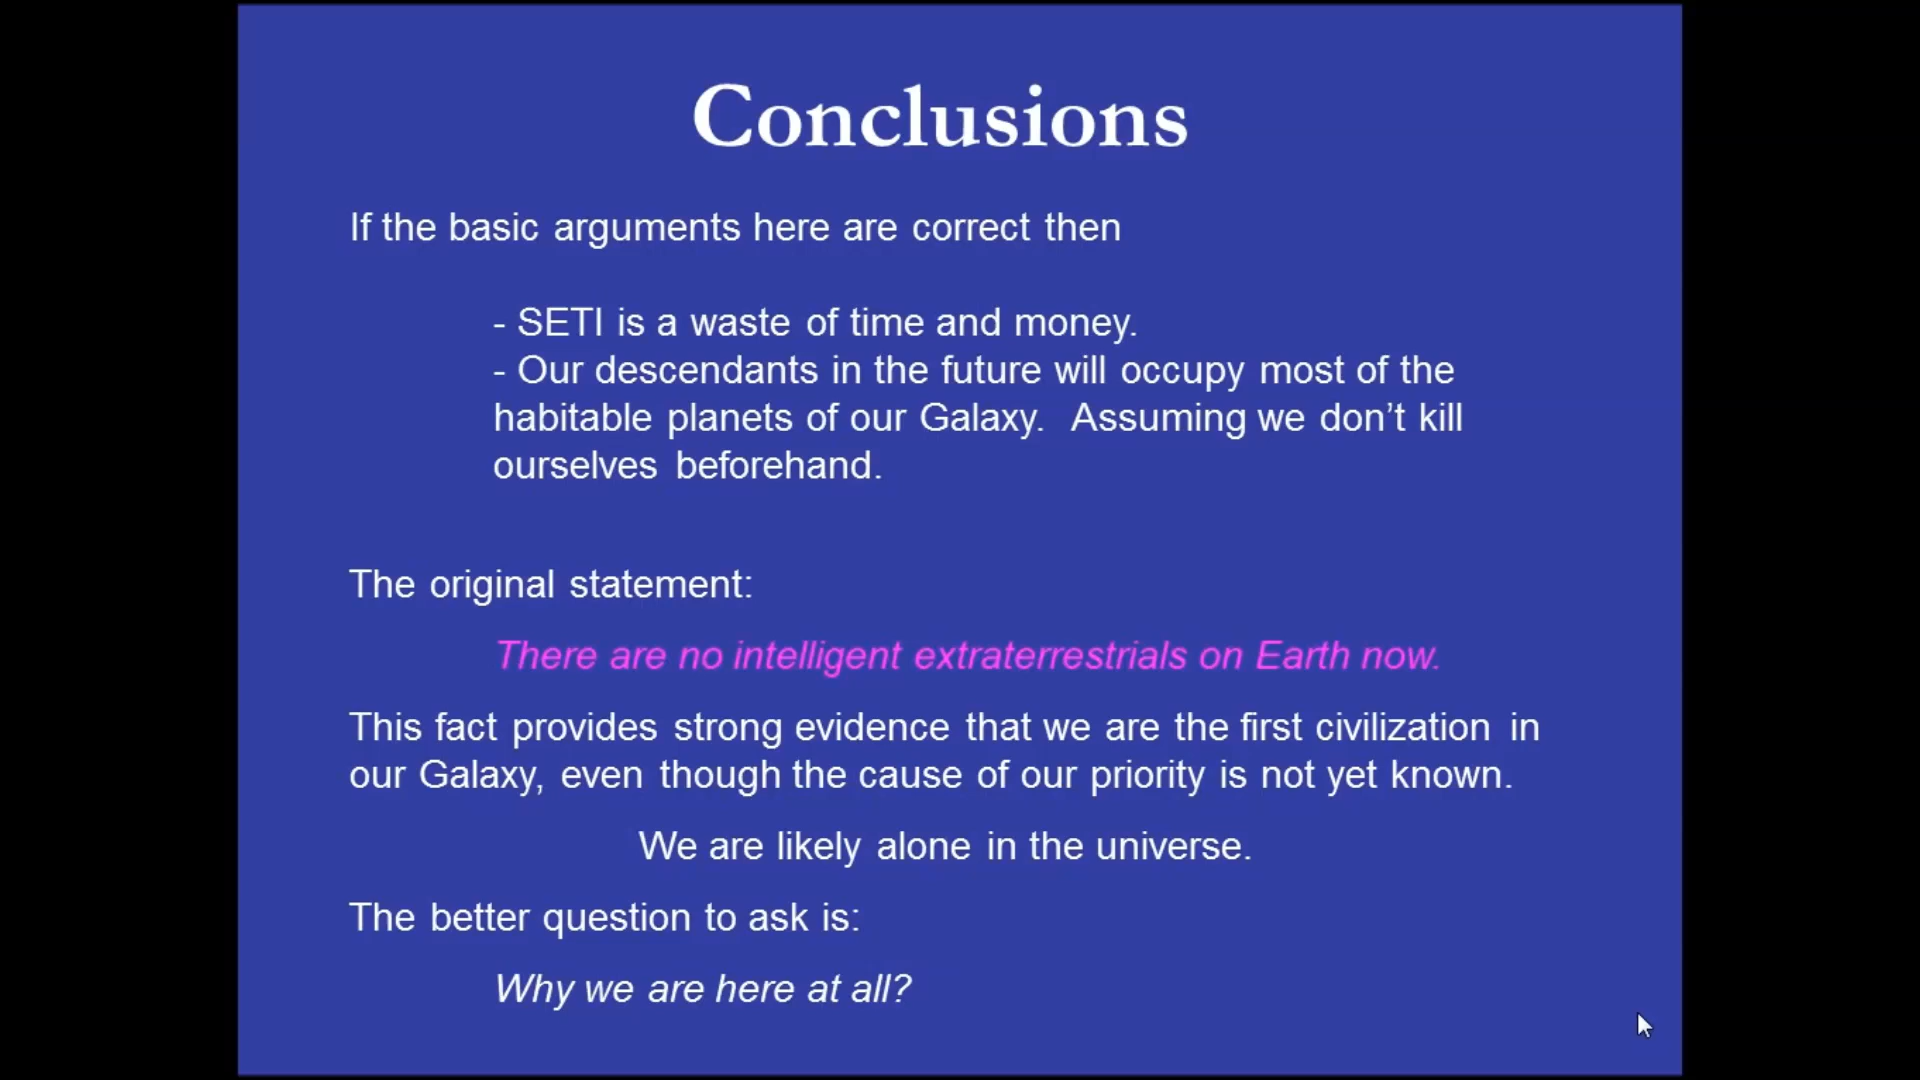 Conclusions
If the basic arguments here are correct then
- SETI is a waste of time and money.
- Our descendants in the future will occupy most of the
habitable planets of our Galaxy.  Assuming we don’t kill
ourselves beforehand.
The original statement:
There are no intelligent extraterrestrials on Earth now.
This fact provides strong evidence that we are the first civilization in
our Galaxy, even though the cause of our priority is not yet known.
We are likely alone in the universe.
The better question to ask is:
Why we are here at all?